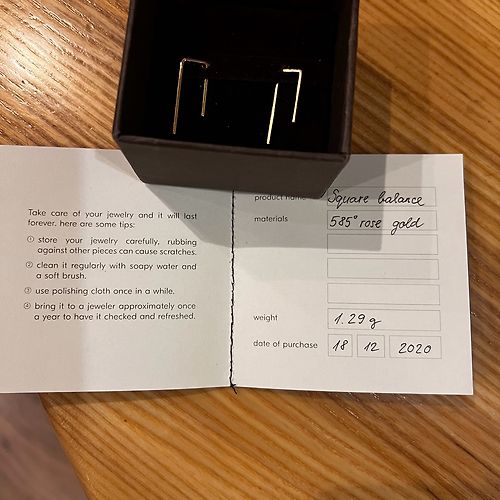 Take care of your jewelry and it will last
forever. here are some tips:
① store your jewelry carefully, rubbing
against other pieces can cause scratches.
② clean it regularly with soapy water and
a soft brush.
③ use polishing cloth once in a while.
④ bring it to a jeweler approximately once
a year to have it checked and refreshed.
product name Square balance
materials 585° rose gold
weight 1.29 g
date of purchase 18 12 2020